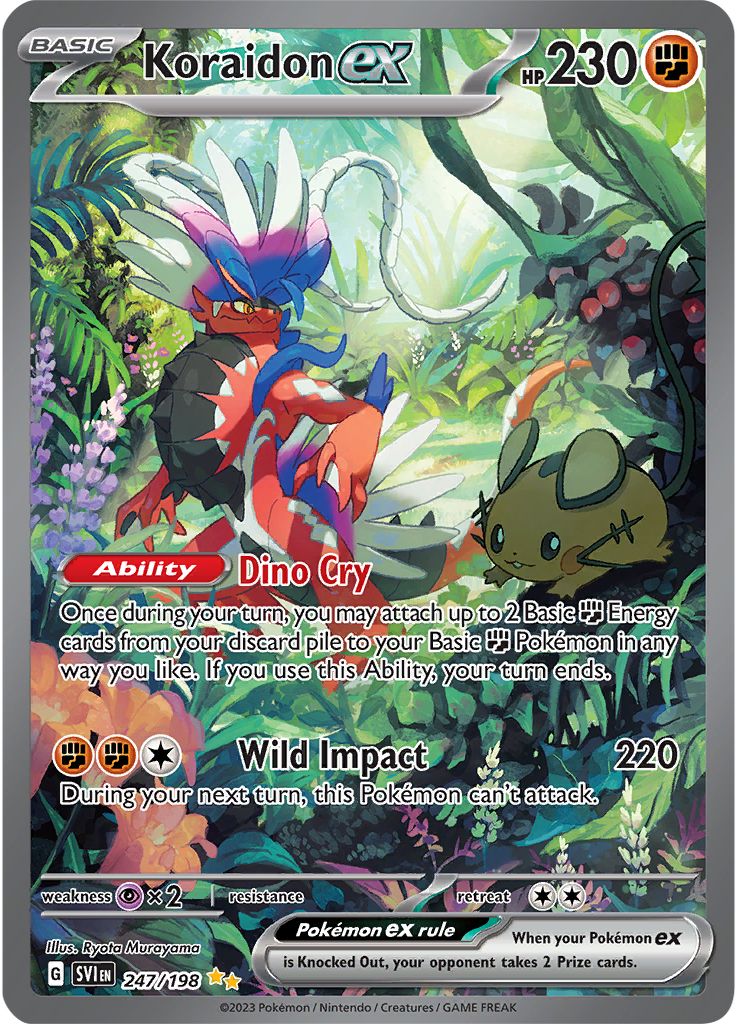 BASIC
Koraidon ex
HP 230
Ability Dino Cry
Once during your turn, you may attach up to 2 Basic Energy
cards from your discard pile to your Basic Pokémon in any
way you like. If you use this Ability, your turn ends.
Wild Impact 220
During your next turn, this Pokémon can't attack.
weakness ×2 resistance retreat
Pokémon ex rule
When your Pokémon ex
is Knocked Out, your opponent takes 2 Prize cards.
Illus. Ryota Murayama
G SVI EN 247/198
©2023 Pokémon / Nintendo / Creatures / GAME FREAK